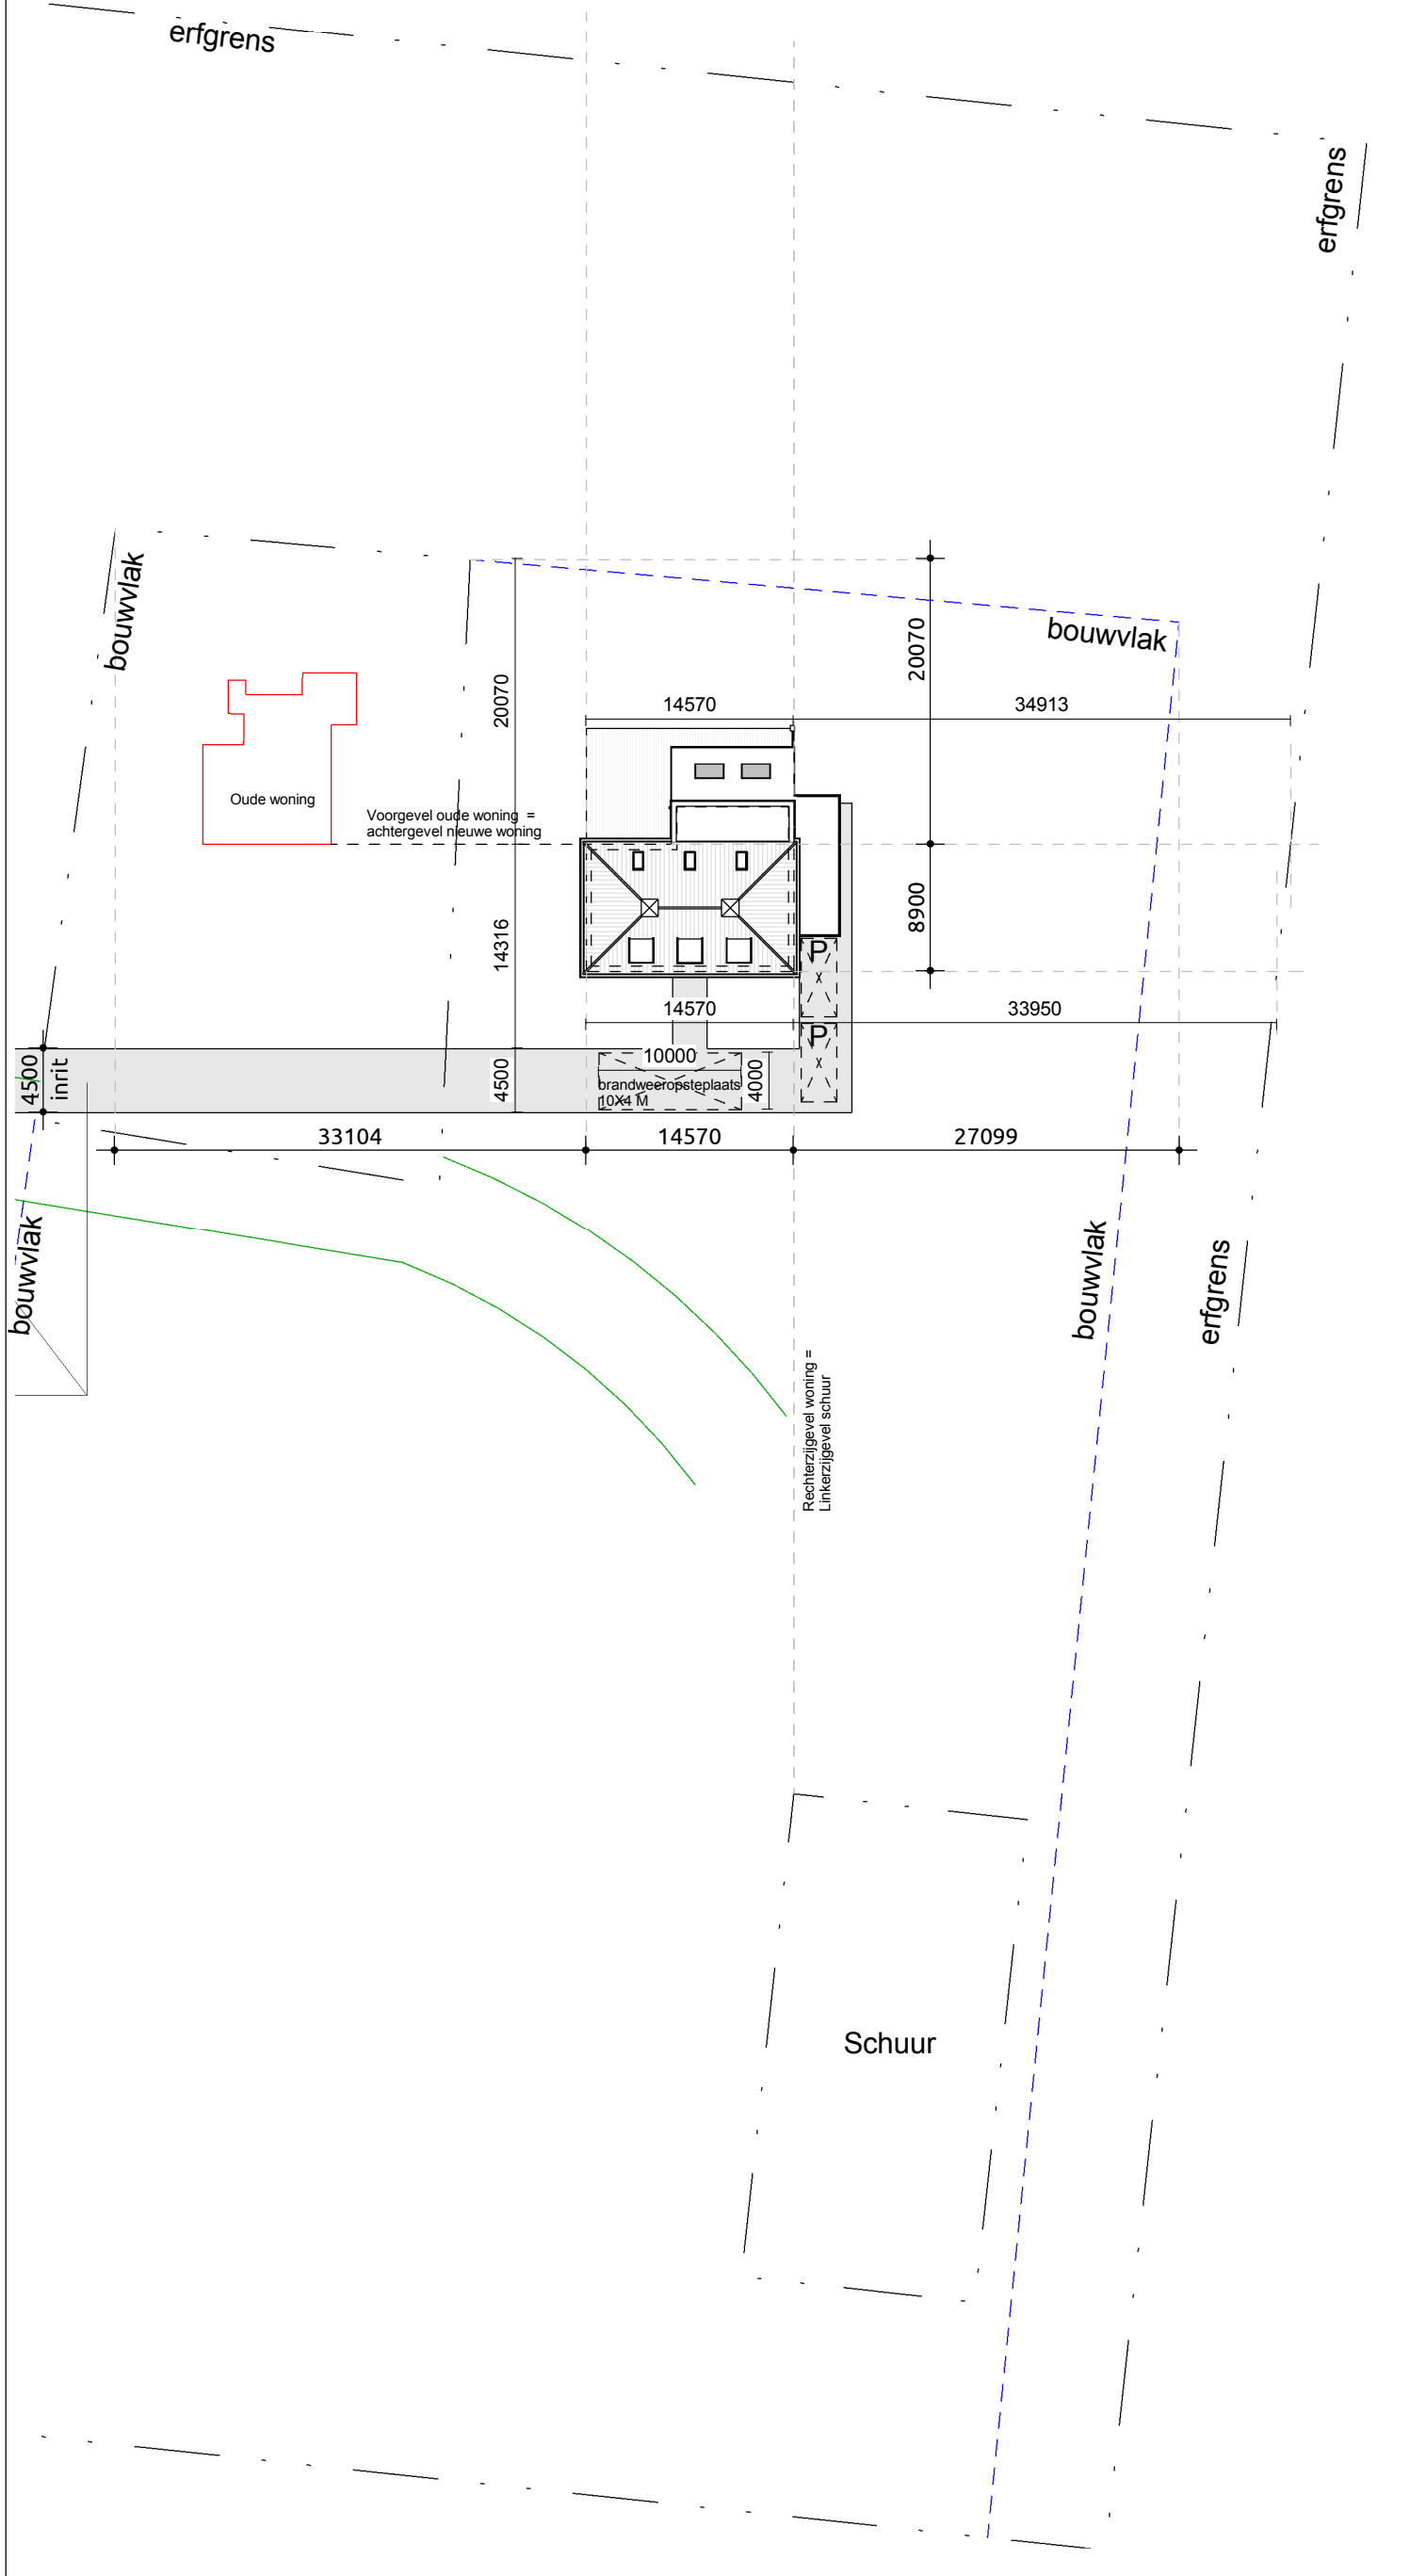 erfgrens
erfgrens
bouwvlak
bouwvlak
20070
20070
14570
34913
Oude woning
Voorgevel oude woning =
achtergevel nieuwe woning
8900
14316
P
14570
33950
P
4500
inrit
4500
10000
brandweeropsteplaats
10X4 M
4000
33104
14570
27099
bouwvlak
bouwvlak
erfgrens
Rechterzijgevel woning =
Linkerzijgevel schuur
Schuur